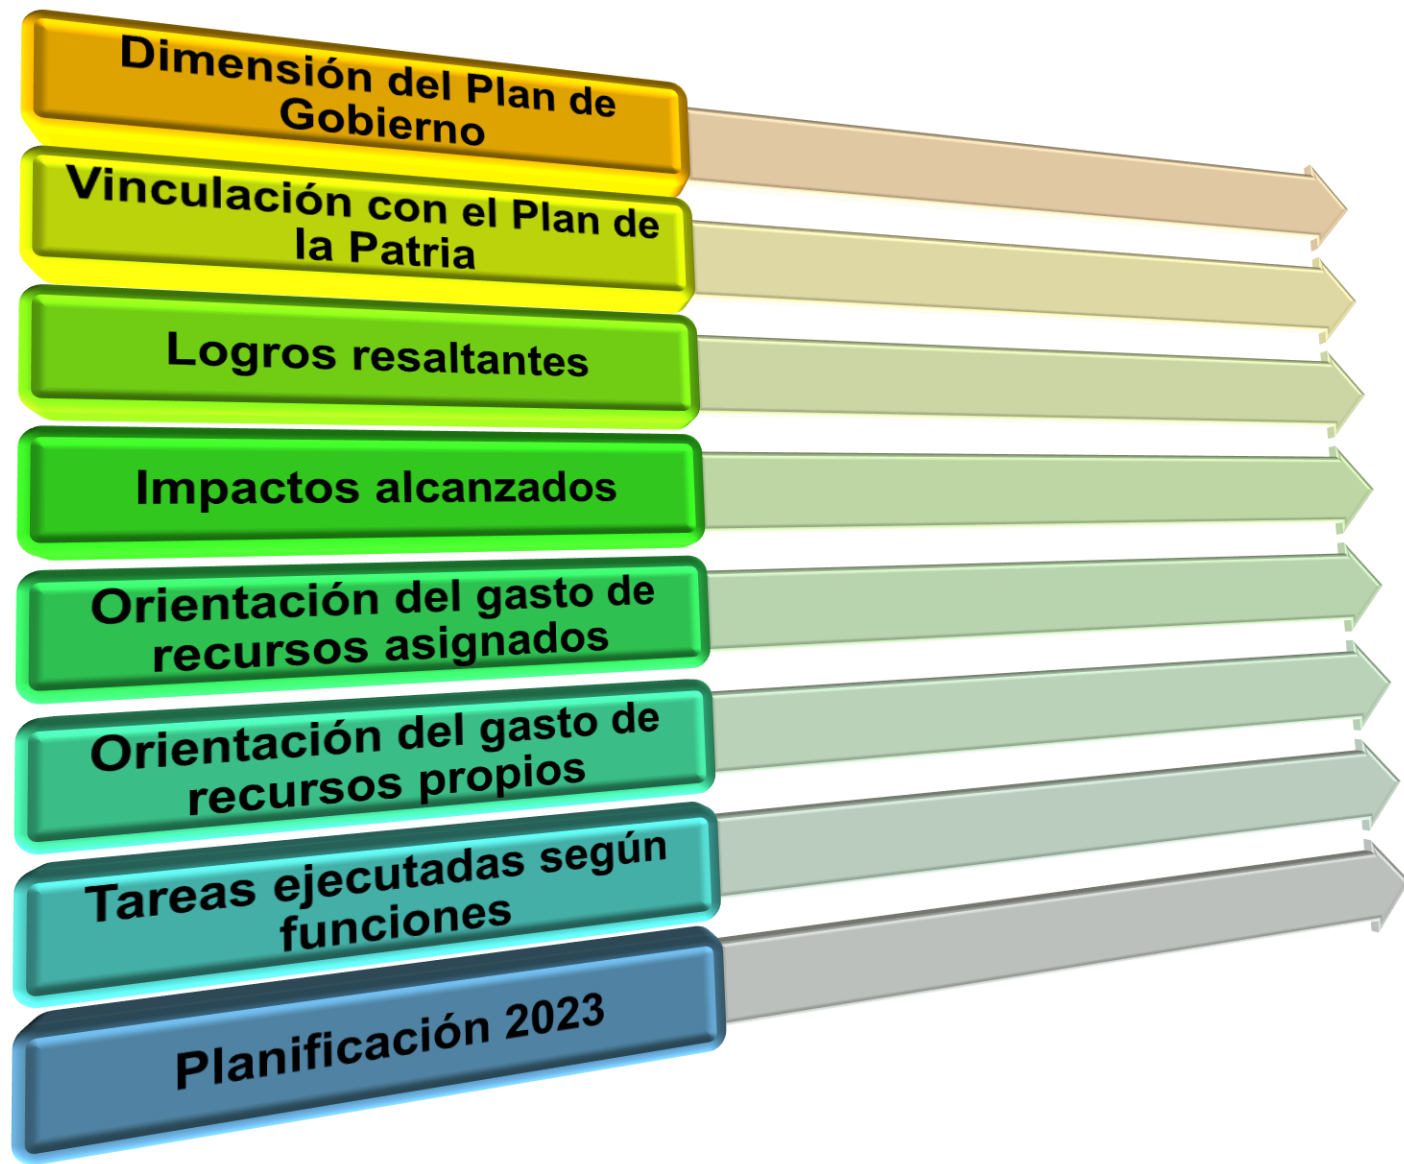 Dimensión del Plan de
Gobierno
Vinculación con el Plan de
la Patria
Logros resaltantes
Impactos alcanzados
Orientación del gasto de
recursos asignados
Orientación del gasto de
recursos propios
Tareas ejecutadas según
funciones
Planificación 2023